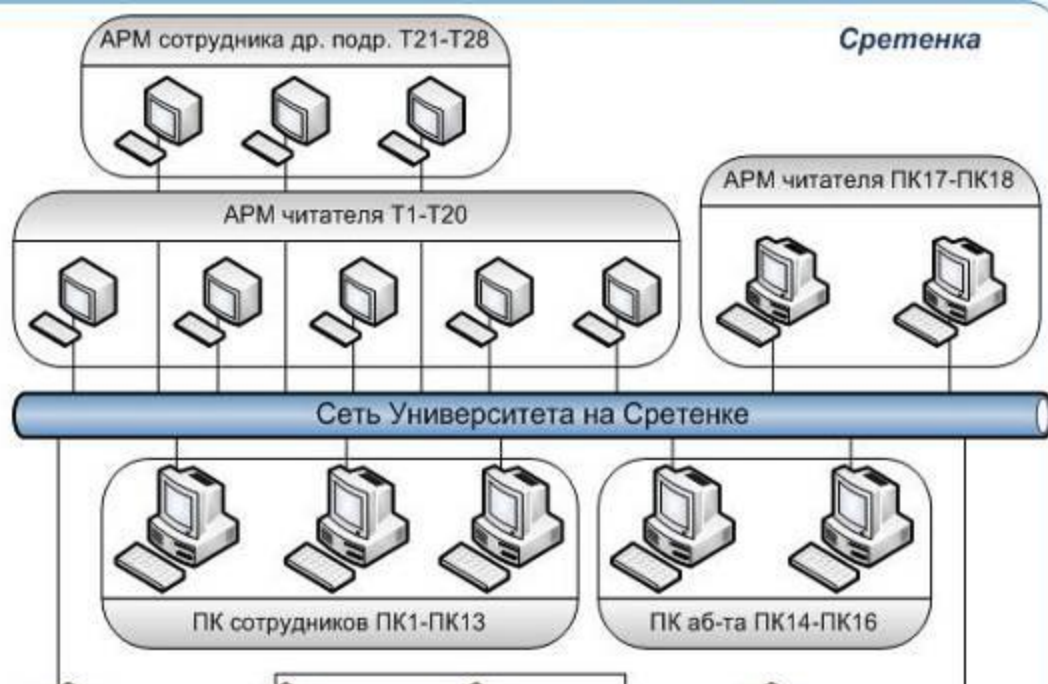 Сретенка
АРМ сотрудника др. подр. Т21-Т28
АРМ читателя ПК17-ПК18
АРМ читателя Т1-Т20
Сеть Университета на Сретенке
ПК сотрудников ПК1-ПК13
ПК аб-та ПК14-ПК16